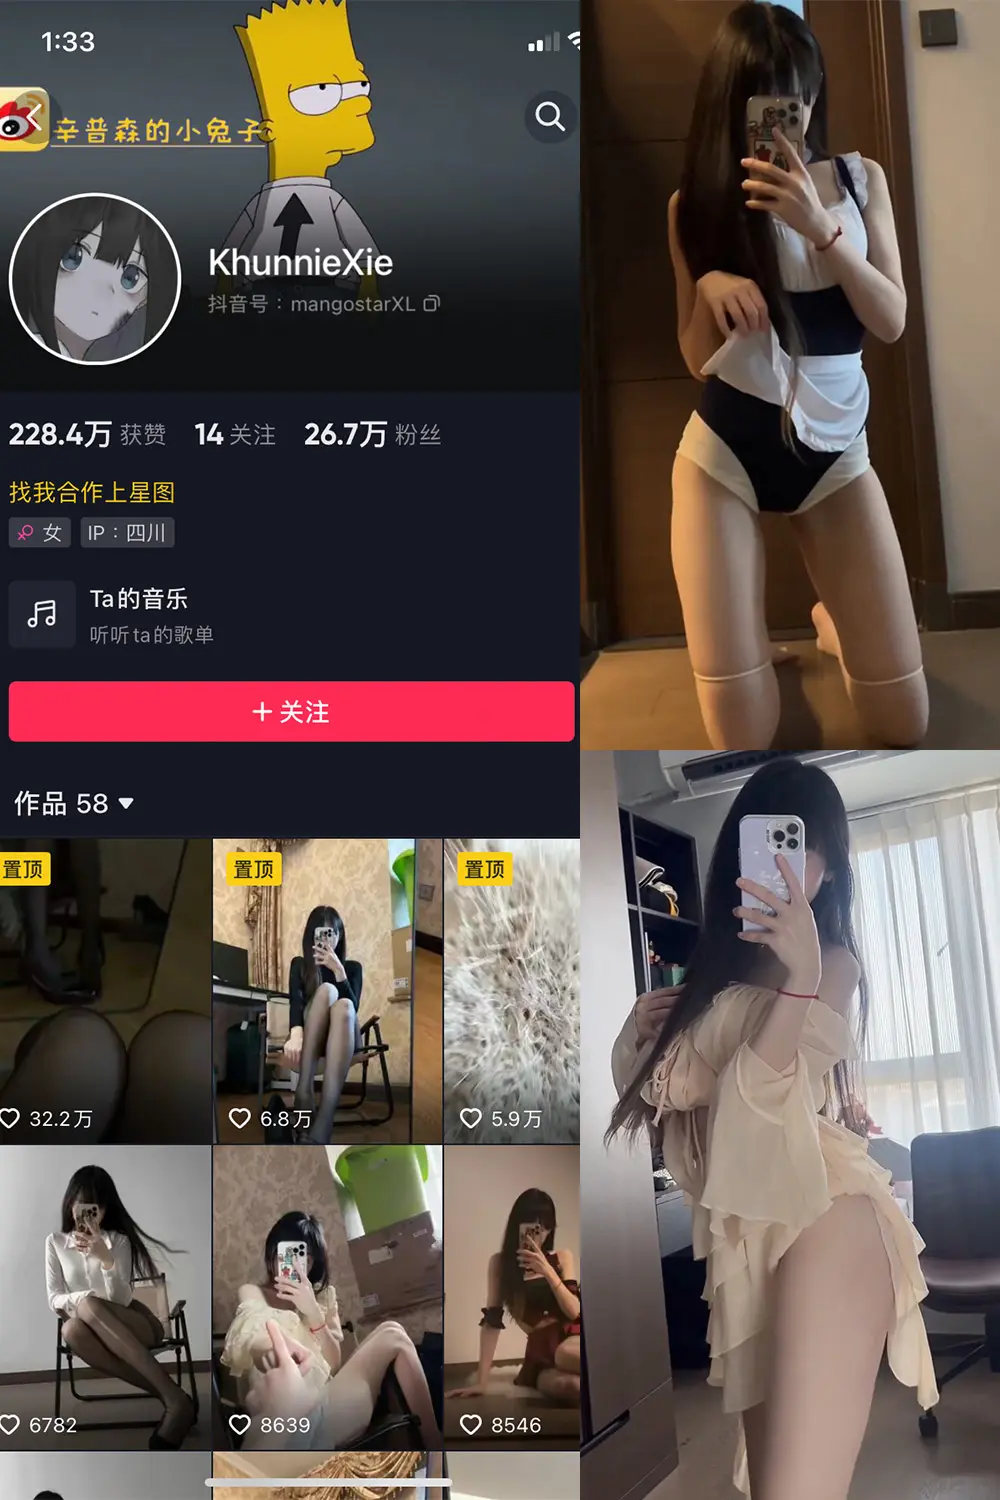 1:33
辛普森的小兔子
KhunnieXie
抖音号：mangostarXL
228.4万 获赞 14 关注 26.7万 粉丝
找我合作上星图
女 IP：四川
Ta的音乐
听听ta的歌单
+ 关注
作品 58
置顶 置顶 置顶
32.2万 6.8万 5.9万
6782 8639 8546